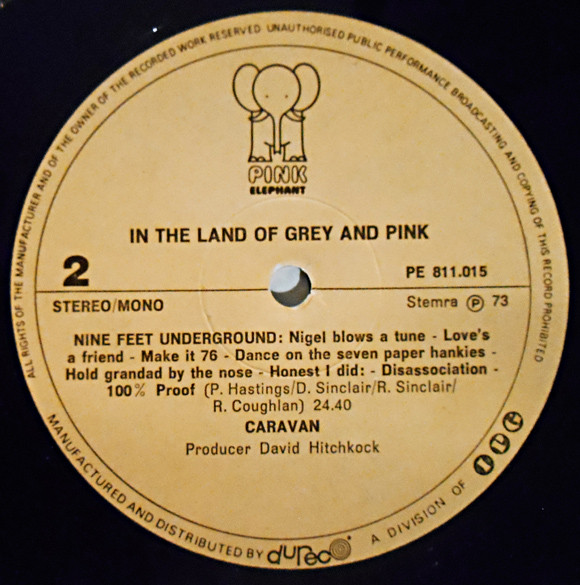 ALL RIGHTS OF THE MANUFACTURER AND OF THE OWNER OF THE RECORDED WORK RESERVED · UNAUTHORISED PUBLIC PERFORMANCE BROADCASTING AND COPYING OF THIS RECORD PROHIBITED
PINK
ELEPHANT
IN THE LAND OF GREY AND PINK
2
PE 811.015
STEREO/MONO
Stemra Ⓟ 73
NINE FEET UNDERGROUND: Nigel blows a tune - Love's
a friend - Make it 76 - Dance on the seven paper hankies -
Hold grandad by the nose - Honest I did: - Disassociation -
100% Proof (P. Hastings/D. Sinclair/R. Sinclair/
R. Coughlan) 24.40
CARAVAN
Producer David Hitchkock
MANUFACTURED AND DISTRIBUTED BY dureco A DIVISION OF